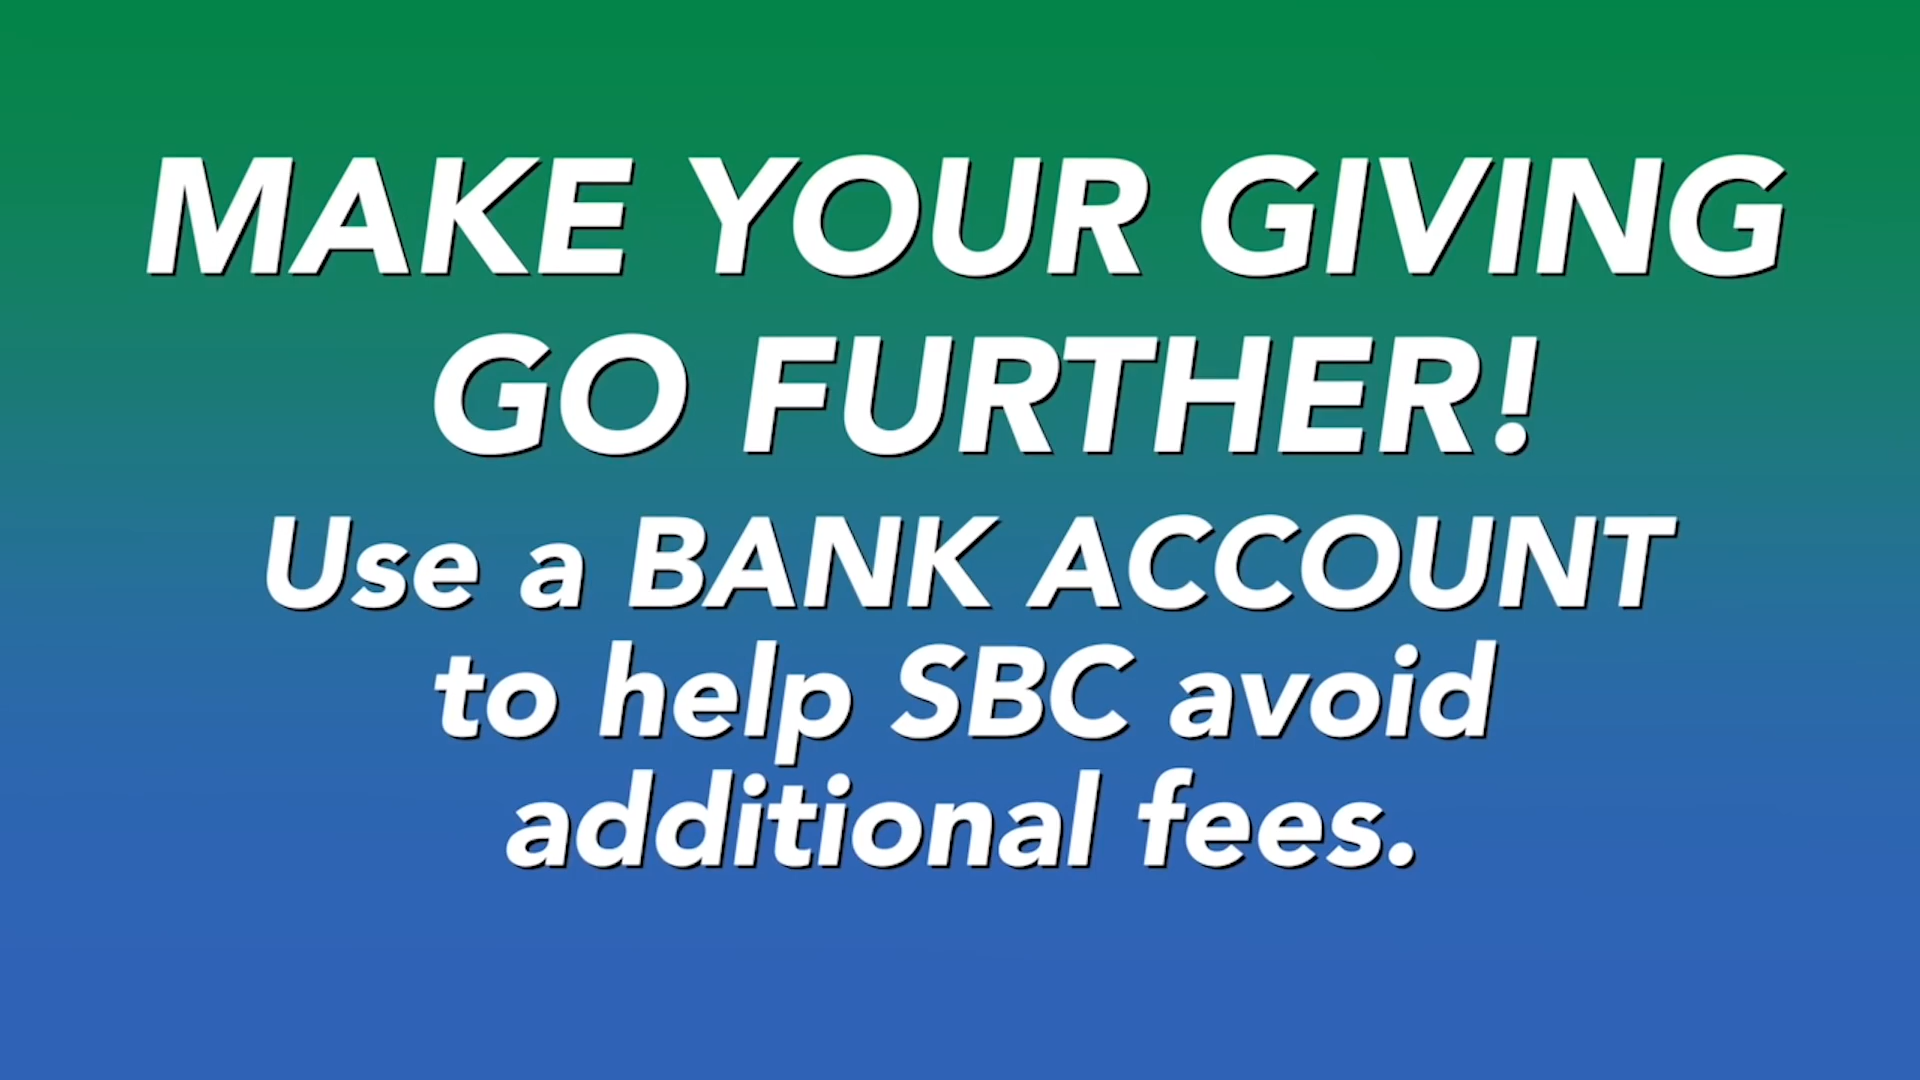 MAKE YOUR GIVING
GO FURTHER!
Use a BANK ACCOUNT
to help SBC avoid
additional fees.